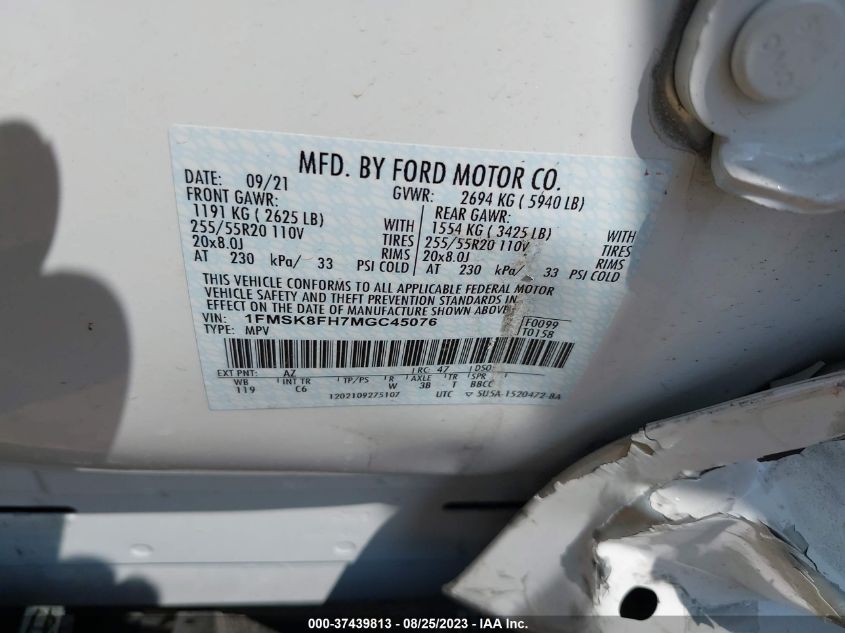 MFD. BY FORD MOTOR CO.
DATE: 09/21 GVWR: 2694 KG ( 5940 LB)
FRONT GAWR: REAR GAWR:
1191 KG ( 2625 LB) WITH 1554 KG ( 3425 LB) WITH
255/55R20 110V TIRES 255/55R20 110V TIRES
20x8.0J RIMS 20x8.0J RIMS
AT 230 kPa/ 33 PSI COLD AT 230 kPa/ 33 PSI COLD
THIS VEHICLE CONFORMS TO ALL APPLICABLE FEDERAL MOTOR
VEHICLE SAFETY AND THEFT PREVENTION STANDARDS IN
EFFECT ON THE DATE OF MANUFACTURE SHOWN ABOVE
VIN: 1FMSK8FH7MGC45076 F0099
TYPE: MPV T0158
EXT PNT: AZ RC: 47 DSO:
WB INT TR TP/PS R AXLE TR SPR
119 C6 W 3B T BBCC
1202109275107 UTC ▽ 5U5A-1520472-BA
000-37439813 - 08/25/2023 - IAA Inc.